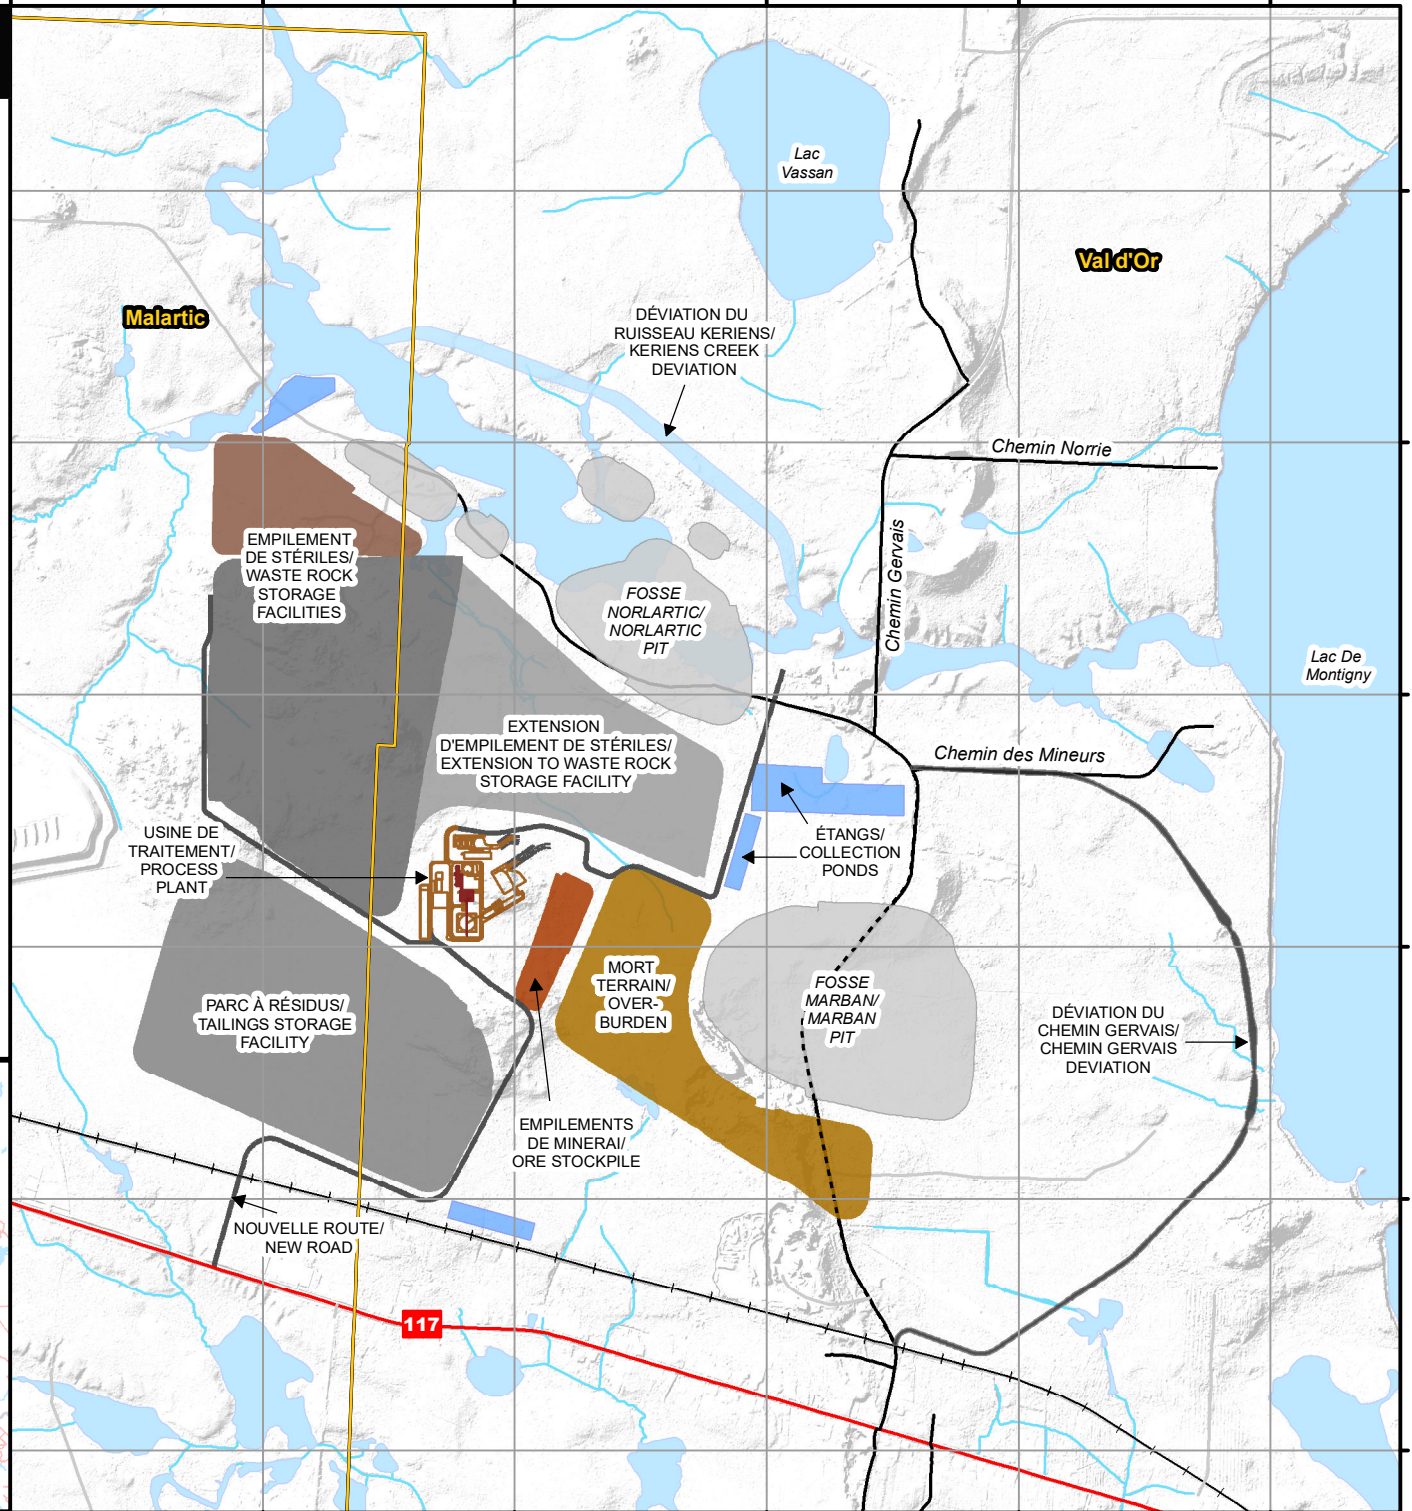 Lac
Vassan
Val d'Or
Malartic
DÉVIATION DU
RUISSEAU KERIENS/
KERIENS CREEK
DEVIATION
Chemin Norrie
Chemin Gervais
EMPILEMENT
DE STÉRILES/
WASTE ROCK
STORAGE
FACILITIES
FOSSE
NORLARTIC/
NORLARTIC
PIT
Lac De
Montigny
EXTENSION
D'EMPILEMENT DE STÉRILES/
EXTENSION TO WASTE ROCK
STORAGE FACILITY
Chemin des Mineurs
USINE DE
TRAITEMENT/
PROCESS
PLANT
ÉTANGS/
COLLECTION
PONDS
MORT
TERRAIN/
OVER-
BURDEN
FOSSE
MARBAN/
MARBAN
PIT
PARC À RÉSIDUS/
TAILINGS STORAGE
FACILITY
DÉVIATION DU
CHEMIN GERVAIS/
CHEMIN GERVAIS
DEVIATION
EMPILEMENTS
DE MINERAI/
ORE STOCKPILE
NOUVELLE ROUTE/
NEW ROAD
117